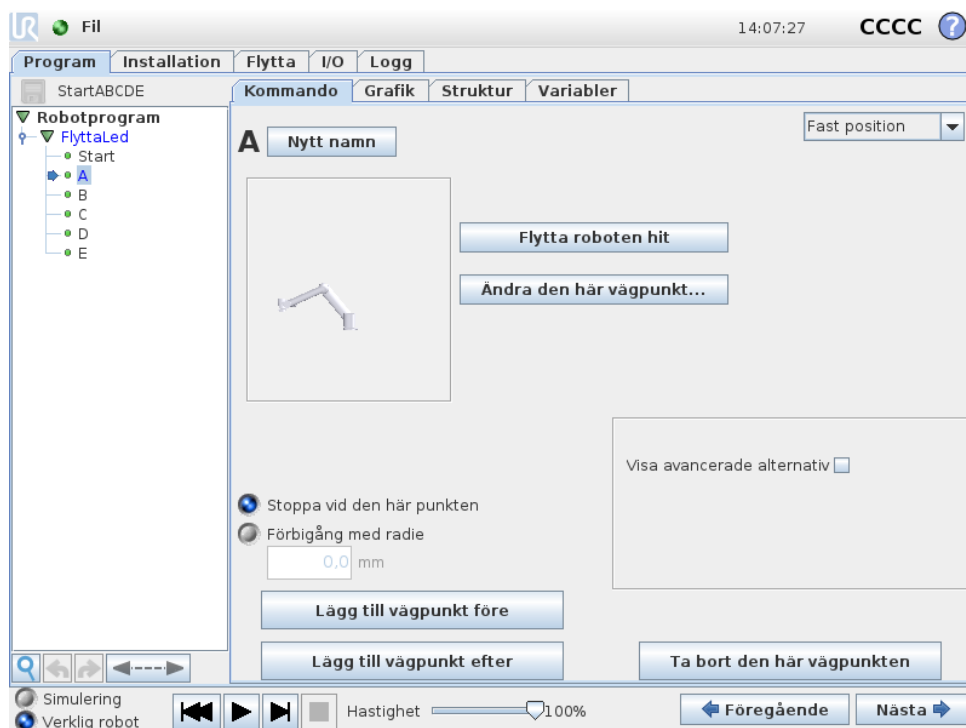 UR Fil 14:07:27 CCCC ?
Program Installation Flytta I/O Logg
StartABCDE
Kommando Grafik Struktur Variabler
Robotprogram
FlyttaLed
Start
A
B
C
D
E
A Nytt namn
Fast position
Flytta roboten hit
Ändra den här vägpunkt...
Visa avancerade alternativ
Stoppa vid den här punkten
Förbigång med radie
0,0 mm
Lägg till vägpunkt före
Lägg till vägpunkt efter
Ta bort den här vägpunkten
Simulering
Verklig robot
Hastighet 100%
Föregående
Nästa